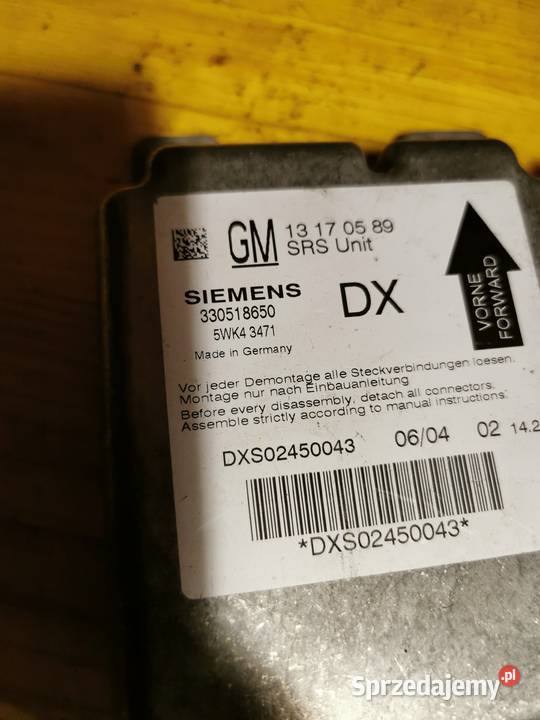 GM 13 17 05 89
SRS Unit
SIEMENS
330518650
5WK4 3471
Made in Germany
DX
VORNE
FORWARD
Vor jeder Demontage alle Steckverbindungen loesen.
Montage nur nach Einbauanleitung
Before every disassembly, detach all connectors.
Assemble strictly according to manual instructions.
DXS02450043 06/04 02 14.2
*DXS02450043*
Sprzedajemy.pl